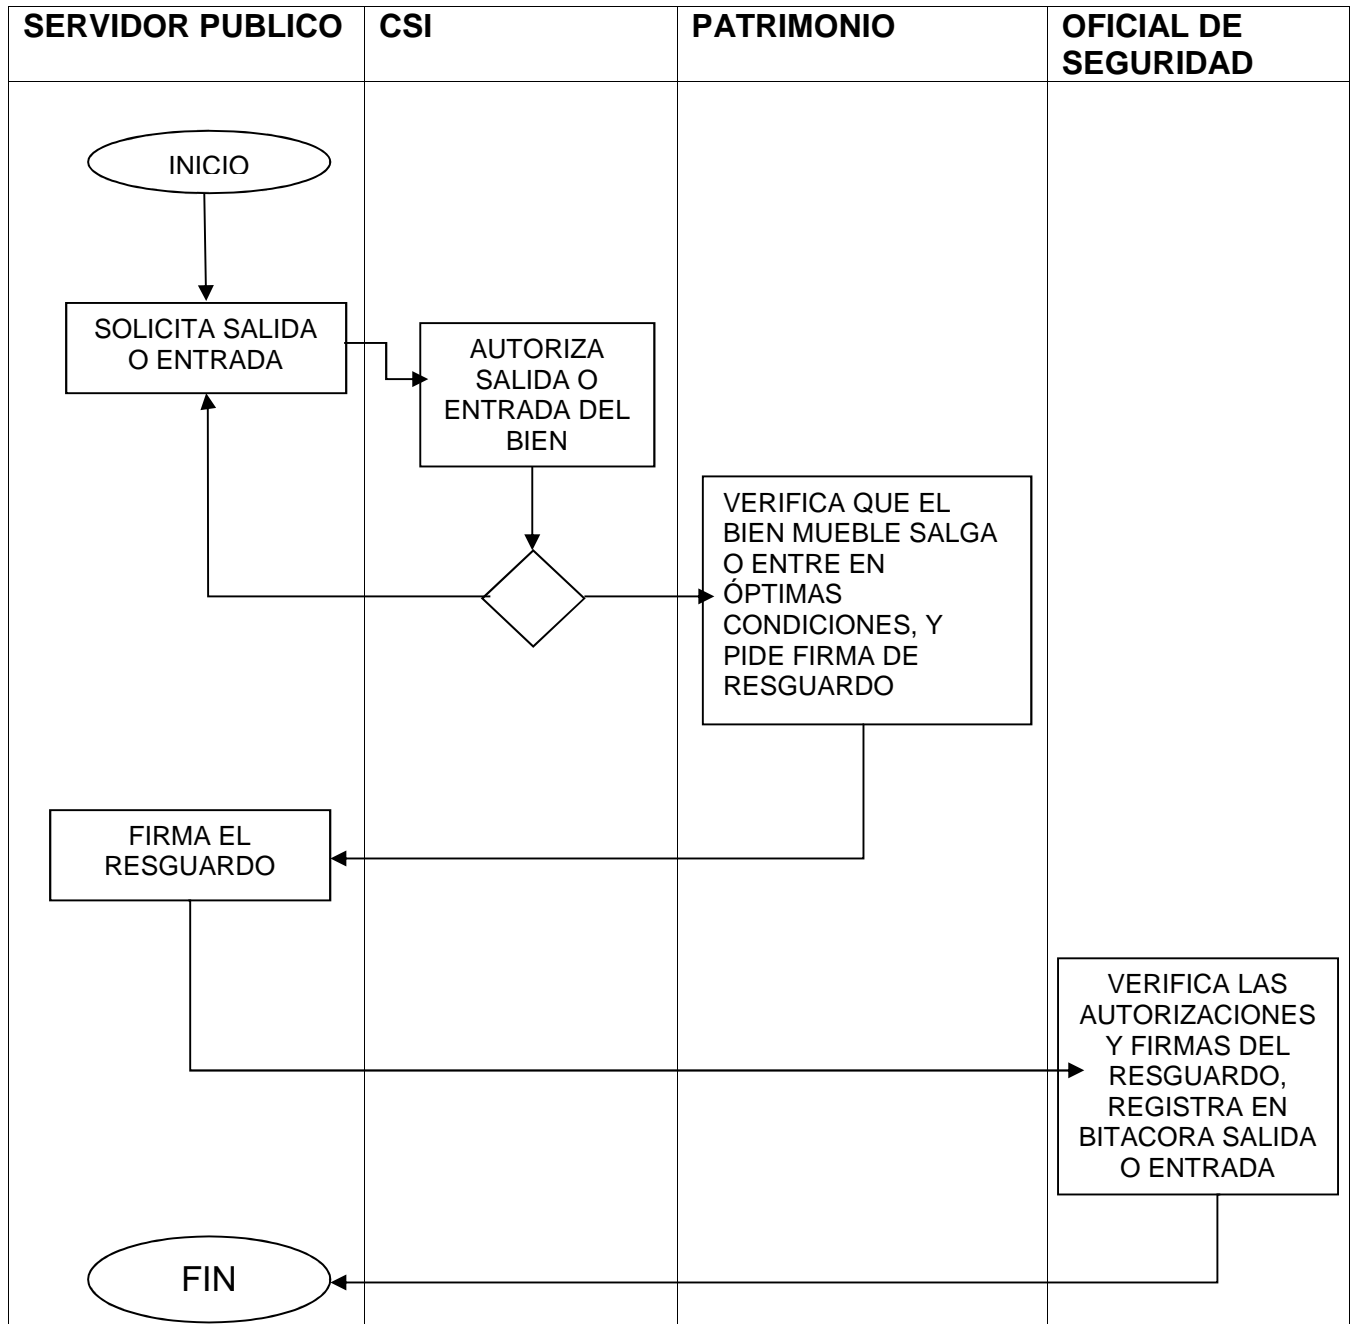 SERVIDOR PUBLICO
CSI
PATRIMONIO
OFICIAL DE
SEGURIDAD
INICIO
SOLICITA SALIDA
O ENTRADA
AUTORIZA
SALIDA O
ENTRADA DEL
BIEN
VERIFICA QUE EL
BIEN MUEBLE SALGA
O ENTRE EN
ÓPTIMAS
CONDICIONES, Y
PIDE FIRMA DE
RESGUARDO
FIRMA EL
RESGUARDO
VERIFICA LAS
AUTORIZACIONES
Y FIRMAS DEL
RESGUARDO,
REGISTRA EN
BITACORA SALIDA
O ENTRADA
FIN